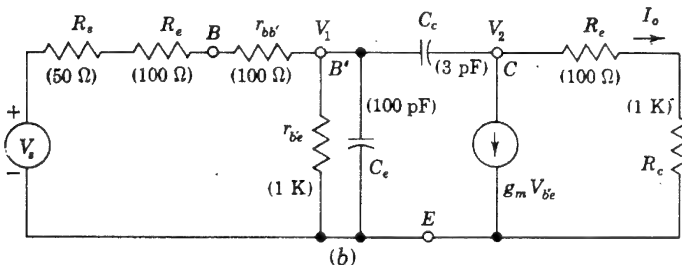 R_s R_e B r_bb' V_1 C_c V_2 R_e I_o
(50 Ω) (100 Ω) (100 Ω) B' (3 pF) C (100 Ω)
(100 pF) (1 K)
+ V_s -
r_b'e C_e R_c
(1 K) g_m V_b'e
E
(b)